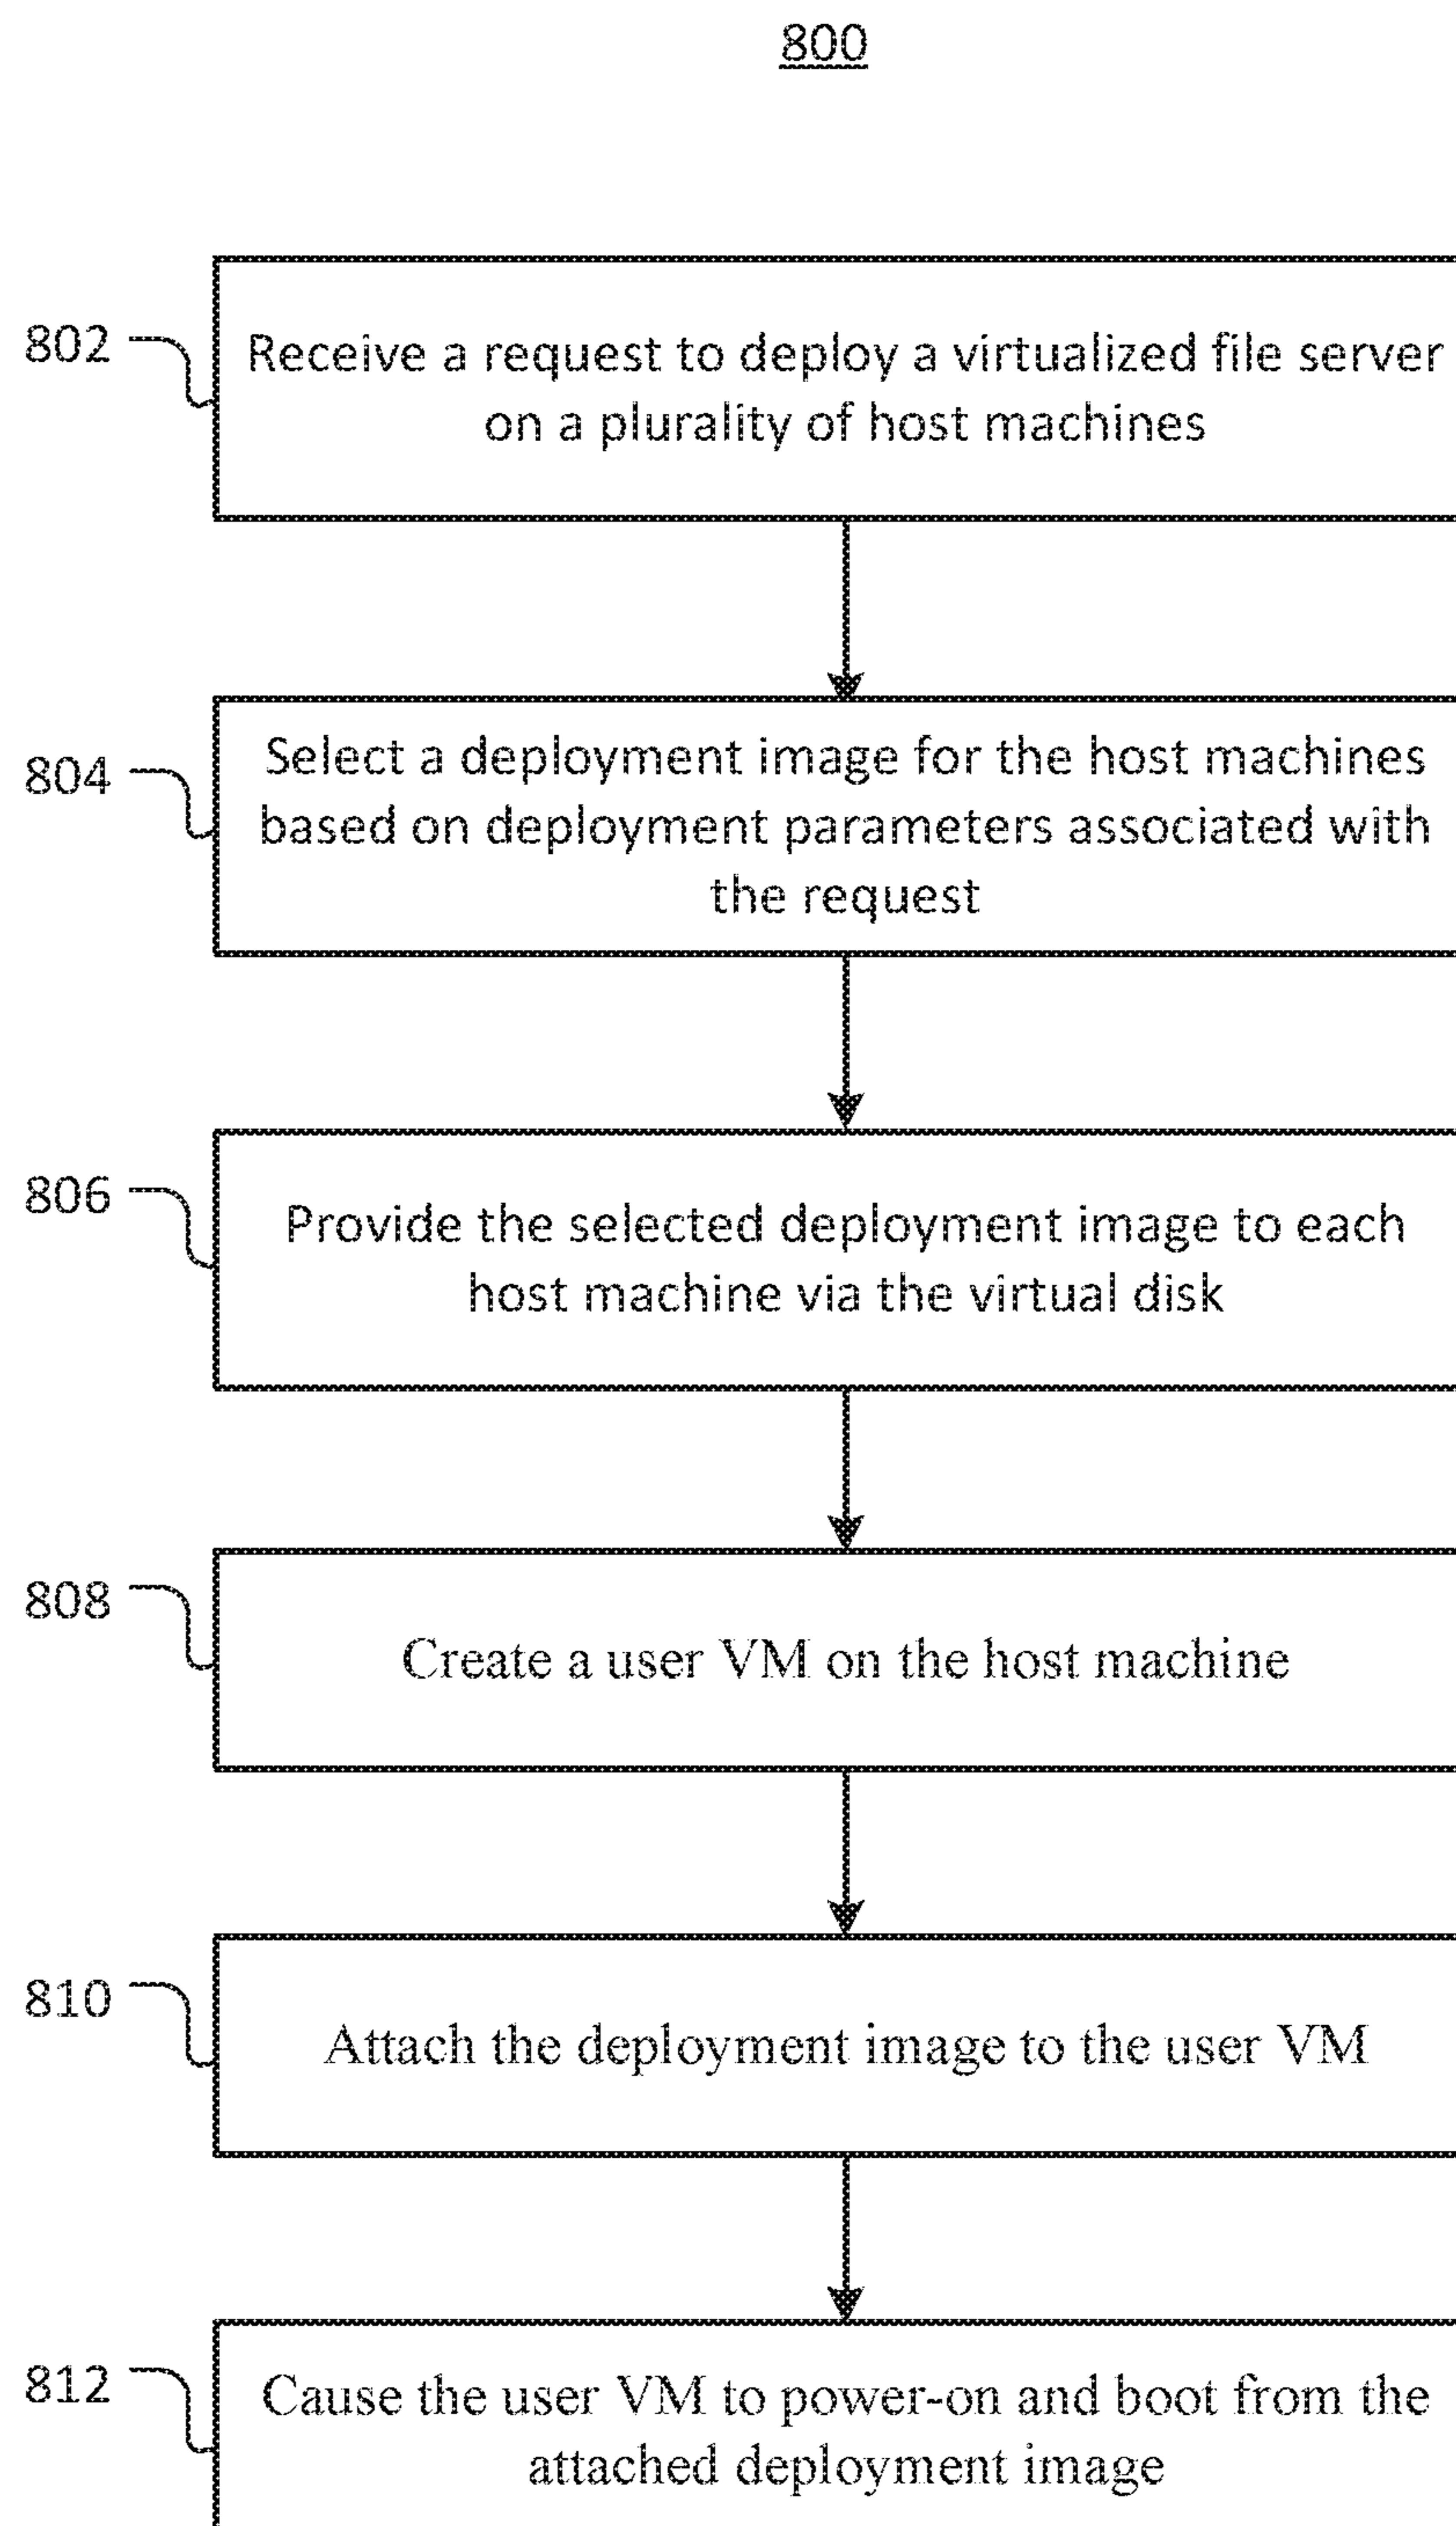 800
802
Receive a request to deploy a virtualized file server
on a plurality of host machines
804
Select a deployment image for the host machines
based on deployment parameters associated with
the request
806
Provide the selected deployment image to each
host machine via the virtual disk
808
Create a user VM on the host machine
810
Attach the deployment image to the user VM
812
Cause the user VM to power-on and boot from the
attached deployment image